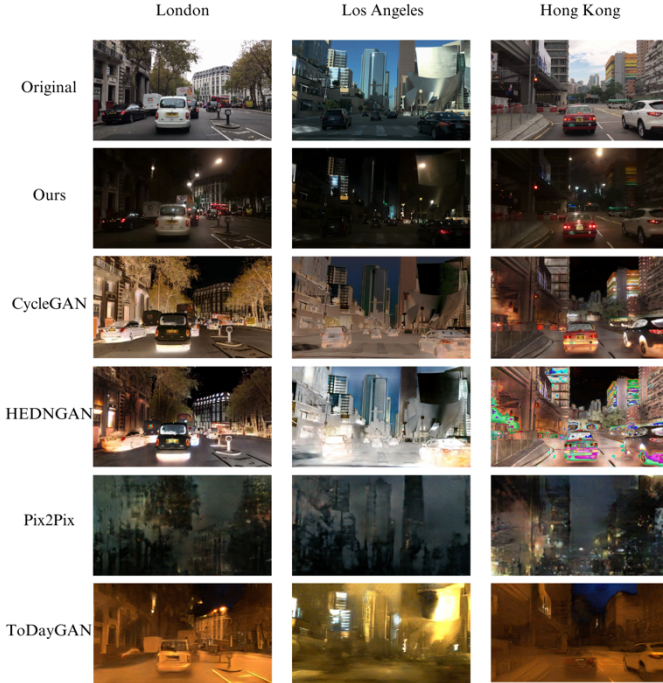 London Los Angeles Hong Kong
Original
Ours
CycleGAN
HEDNGAN
Pix2Pix
ToDayGAN